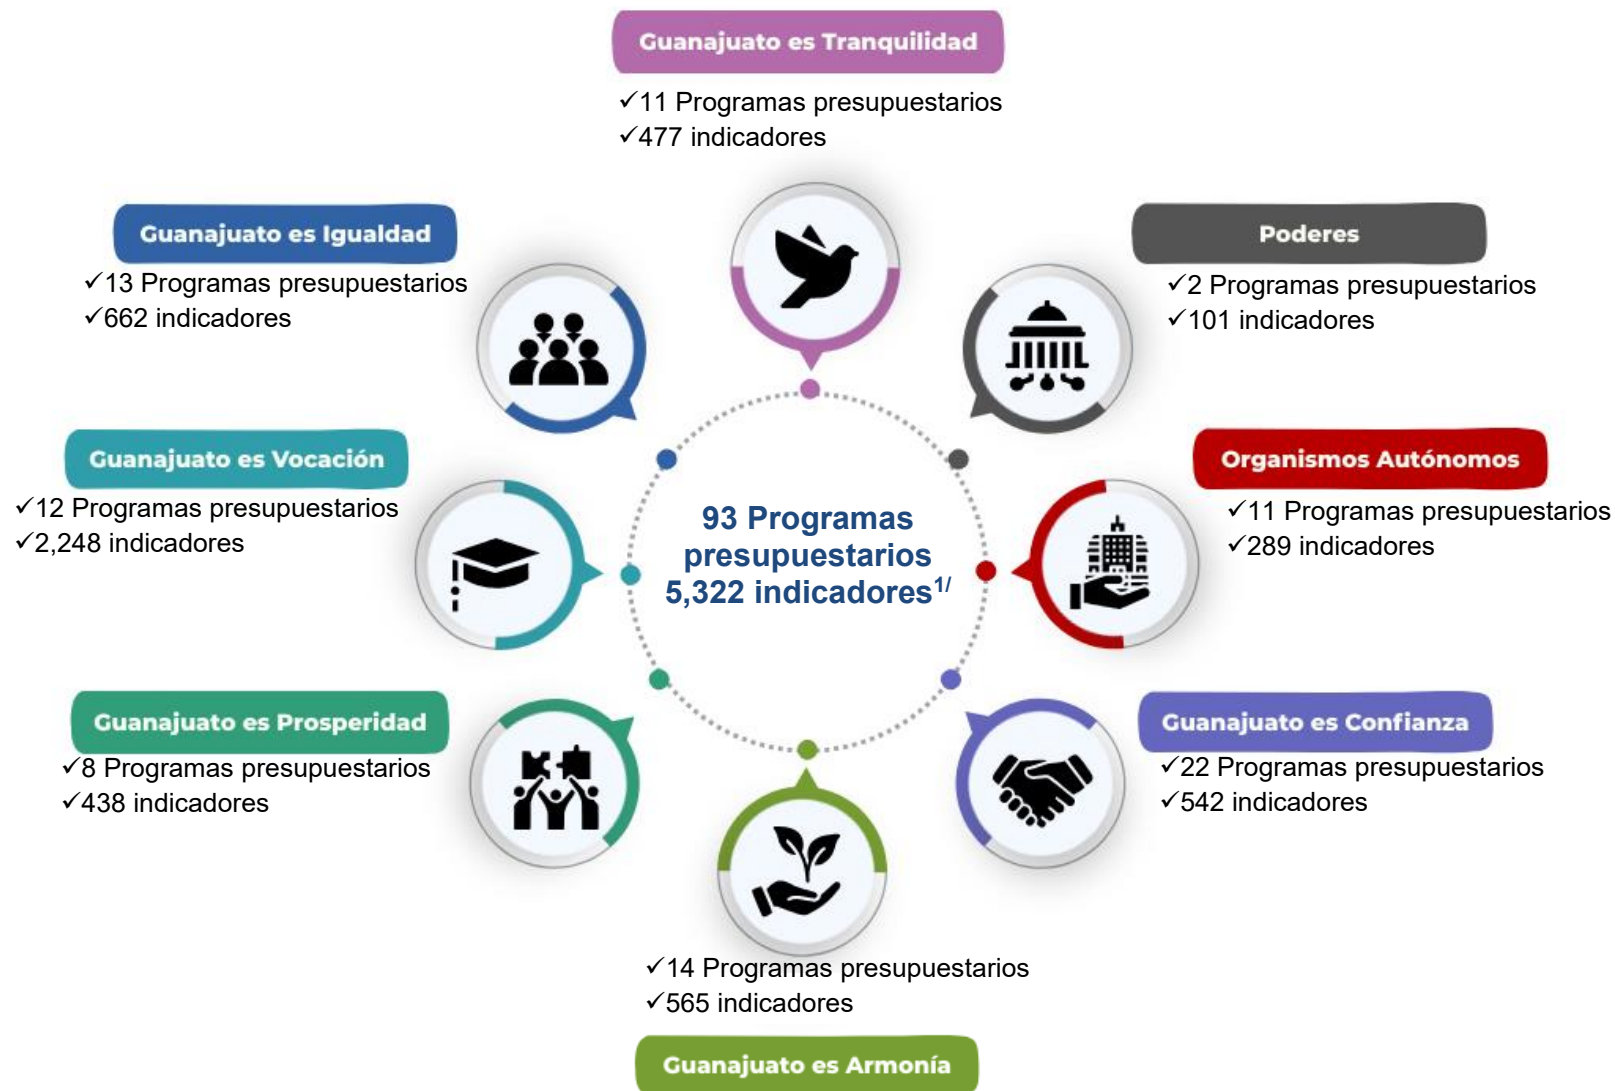 Guanajuato es Tranquilidad
✓11 Programas presupuestarios
✓477 indicadores
Guanajuato es Igualdad
✓13 Programas presupuestarios
✓662 indicadores
Poderes
✓2 Programas presupuestarios
✓101 indicadores
Guanajuato es Vocación
✓12 Programas presupuestarios
✓2,248 indicadores
Organismos Autónomos
✓11 Programas presupuestarios
✓289 indicadores
93 Programas
presupuestarios
5,322 indicadores1/
Guanajuato es Prosperidad
✓8 Programas presupuestarios
✓438 indicadores
Guanajuato es Confianza
✓22 Programas presupuestarios
✓542 indicadores
✓14 Programas presupuestarios
✓565 indicadores
Guanajuato es Armonía